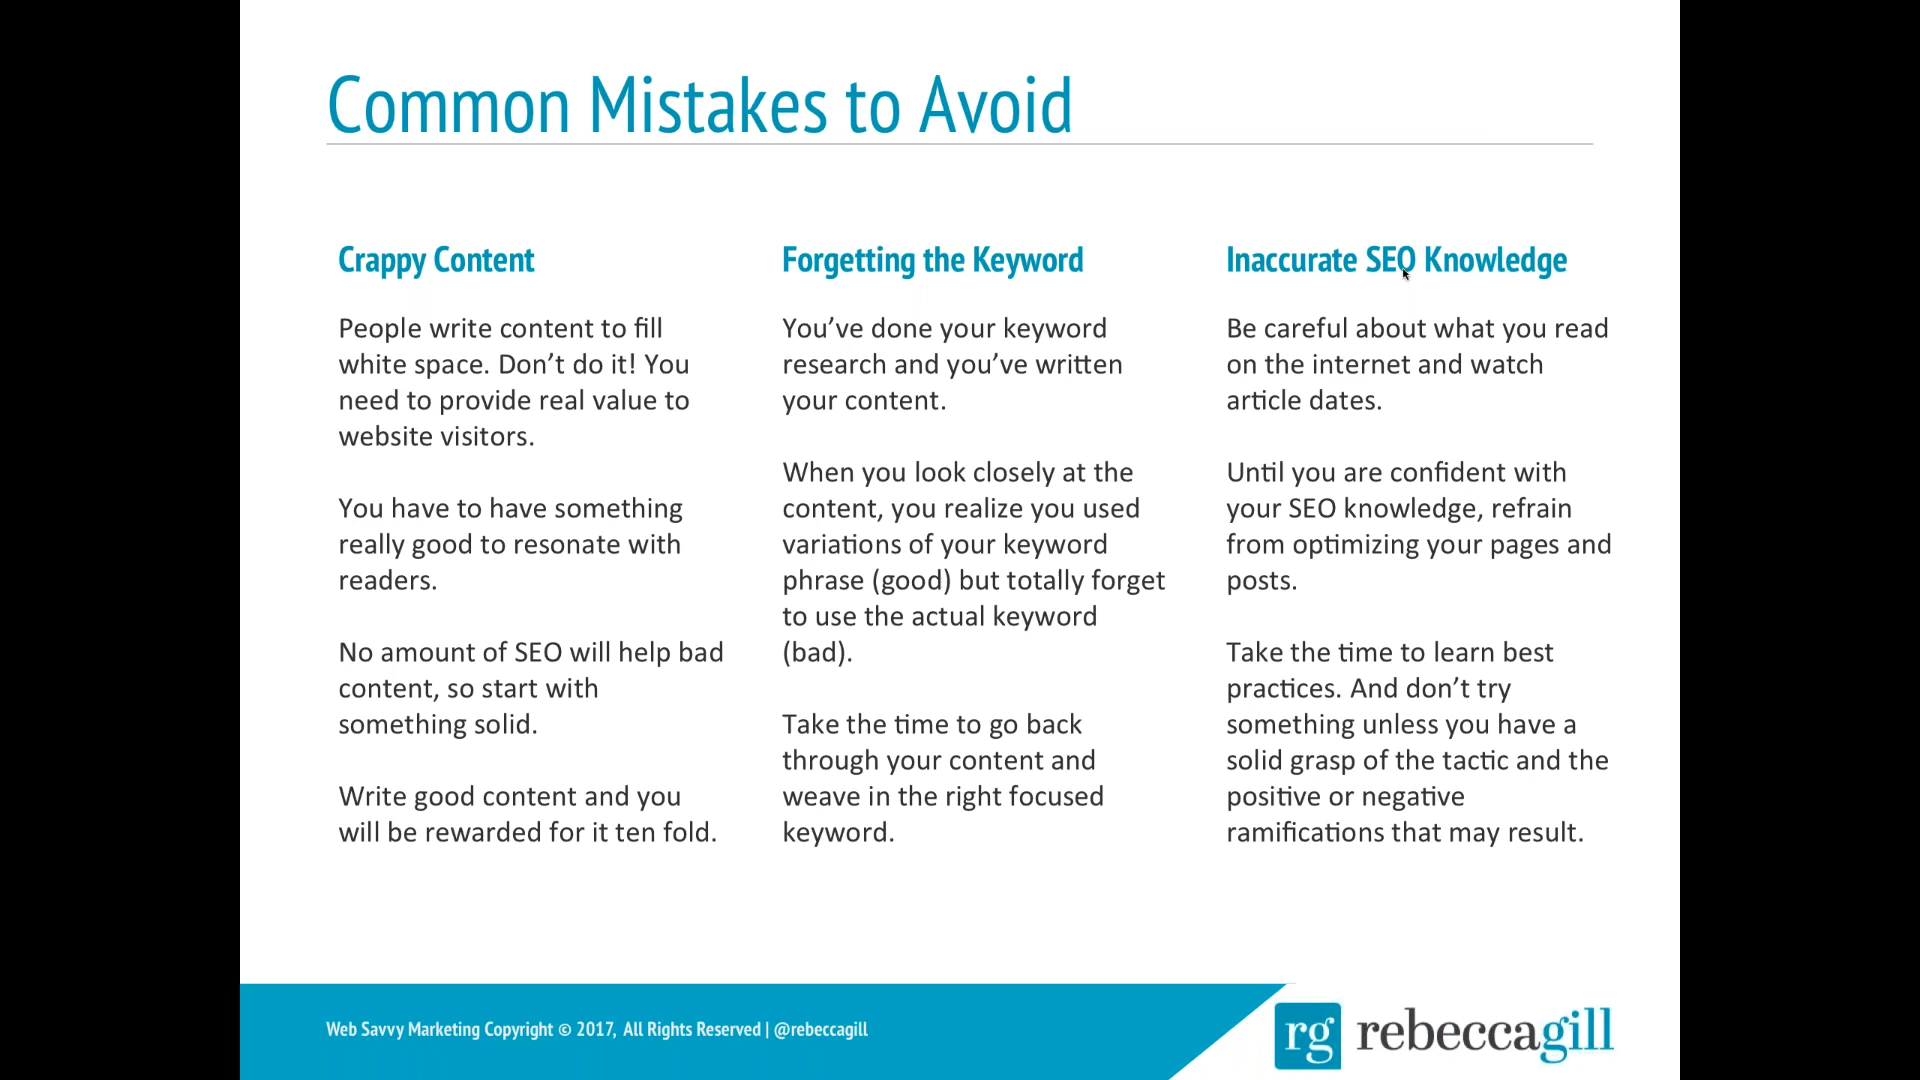 Common Mistakes to Avoid
Crappy Content
People write content to fill
white space. Don’t do it! You
need to provide real value to
website visitors.
You have to have something
really good to resonate with
readers.
No amount of SEO will help bad
content, so start with
something solid.
Write good content and you
will be rewarded for it ten fold.
Forgetting the Keyword
You’ve done your keyword
research and you’ve written
your content.
When you look closely at the
content, you realize you used
variations of your keyword
phrase (good) but totally forget
to use the actual keyword
(bad).
Take the time to go back
through your content and
weave in the right focused
keyword.
Inaccurate SEO Knowledge
Be careful about what you read
on the internet and watch
article dates.
Until you are confident with
your SEO knowledge, refrain
from optimizing your pages and
posts.
Take the time to learn best
practices. And don’t try
something unless you have a
solid grasp of the tactic and the
positive or negative
ramifications that may result.
Web Savvy Marketing Copyright © 2017, All Rights Reserved | @rebeccagill
rg rebeccagill